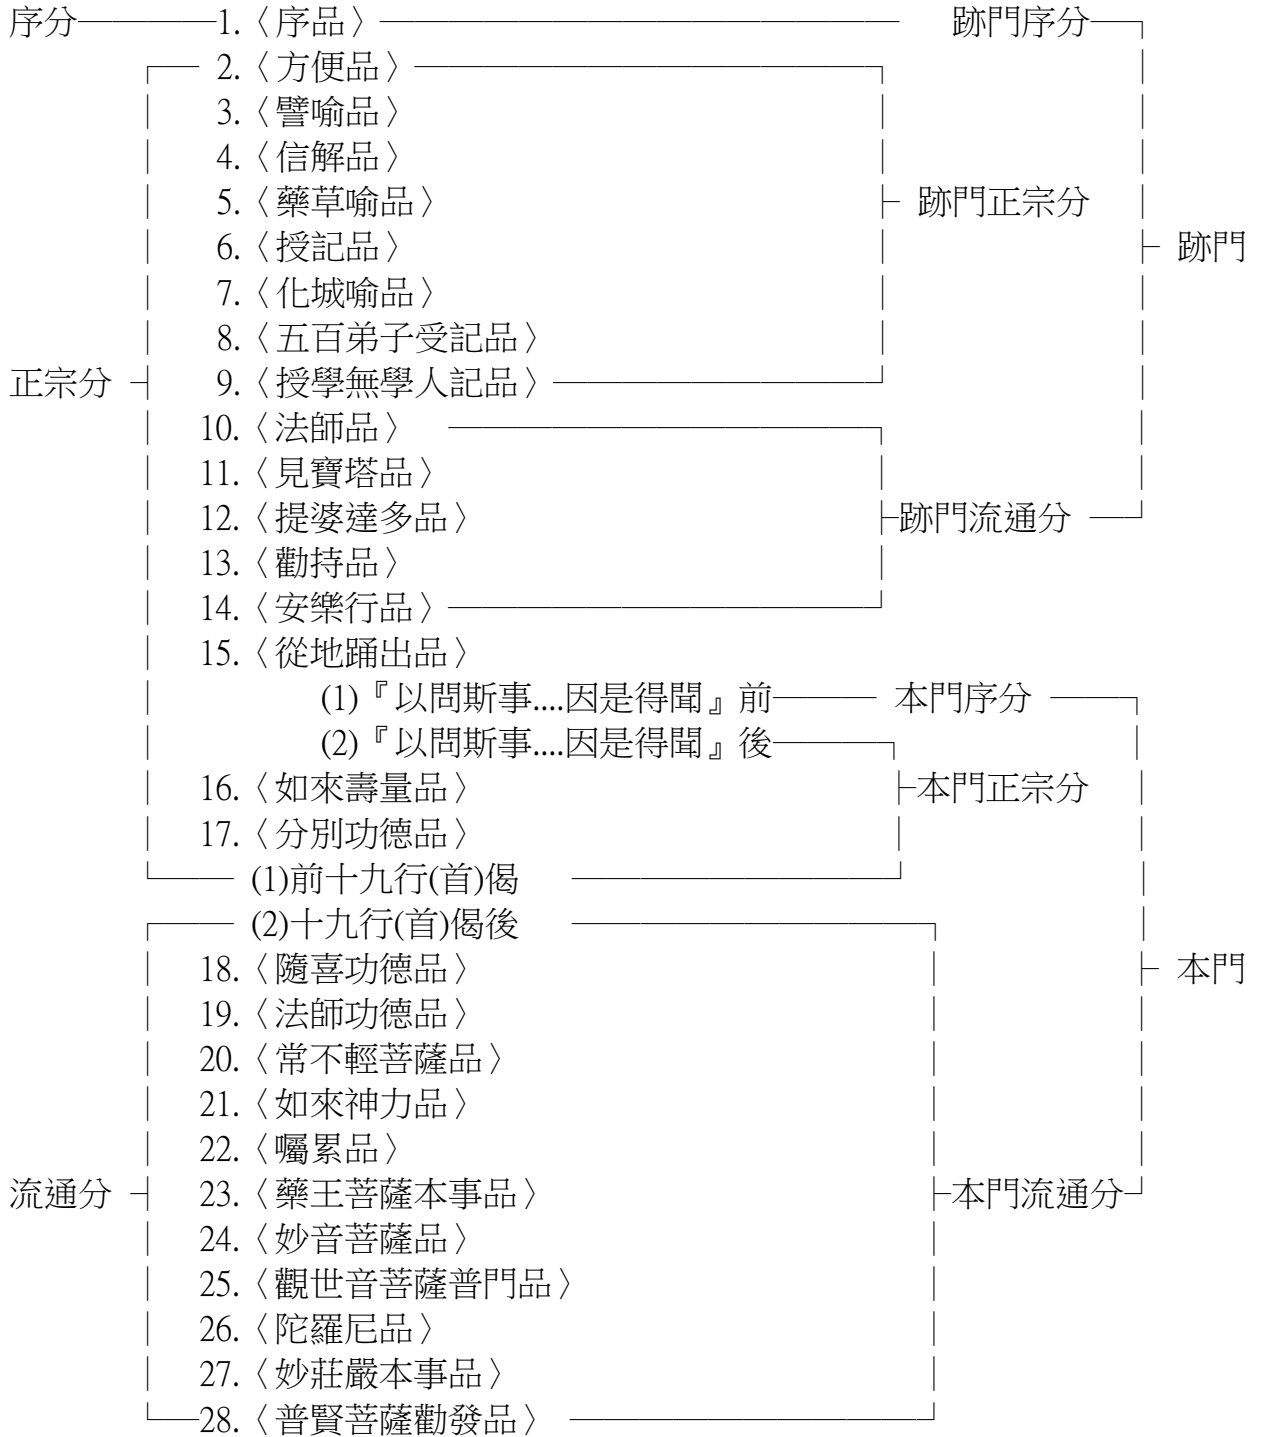 序分 1.〈序品〉 跡門序分
2.〈方便品〉
3.〈譬喻品〉
4.〈信解品〉
5.〈藥草喻品〉 跡門正宗分
6.〈授記品〉 跡門
7.〈化城喻品〉
8.〈五百弟子受記品〉
正宗分 9.〈授學無學人記品〉
10.〈法師品〉
11.〈見寶塔品〉
12.〈提婆達多品〉 跡門流通分
13.〈勸持品〉
14.〈安樂行品〉
15.〈從地踊出品〉
(1)『以問斯事....因是得聞』前 本門序分
(2)『以問斯事....因是得聞』後
16.〈如來壽量品〉 本門正宗分
17.〈分別功德品〉
(1)前十九行(首)偈
(2)十九行(首)偈後
18.〈隨喜功德品〉 本門
19.〈法師功德品〉
20.〈常不輕菩薩品〉
21.〈如來神力品〉
22.〈囑累品〉
流通分 23.〈藥王菩薩本事品〉 本門流通分
24.〈妙音菩薩品〉
25.〈觀世音菩薩普門品〉
26.〈陀羅尼品〉
27.〈妙莊嚴本事品〉
28.〈普賢菩薩勸發品〉